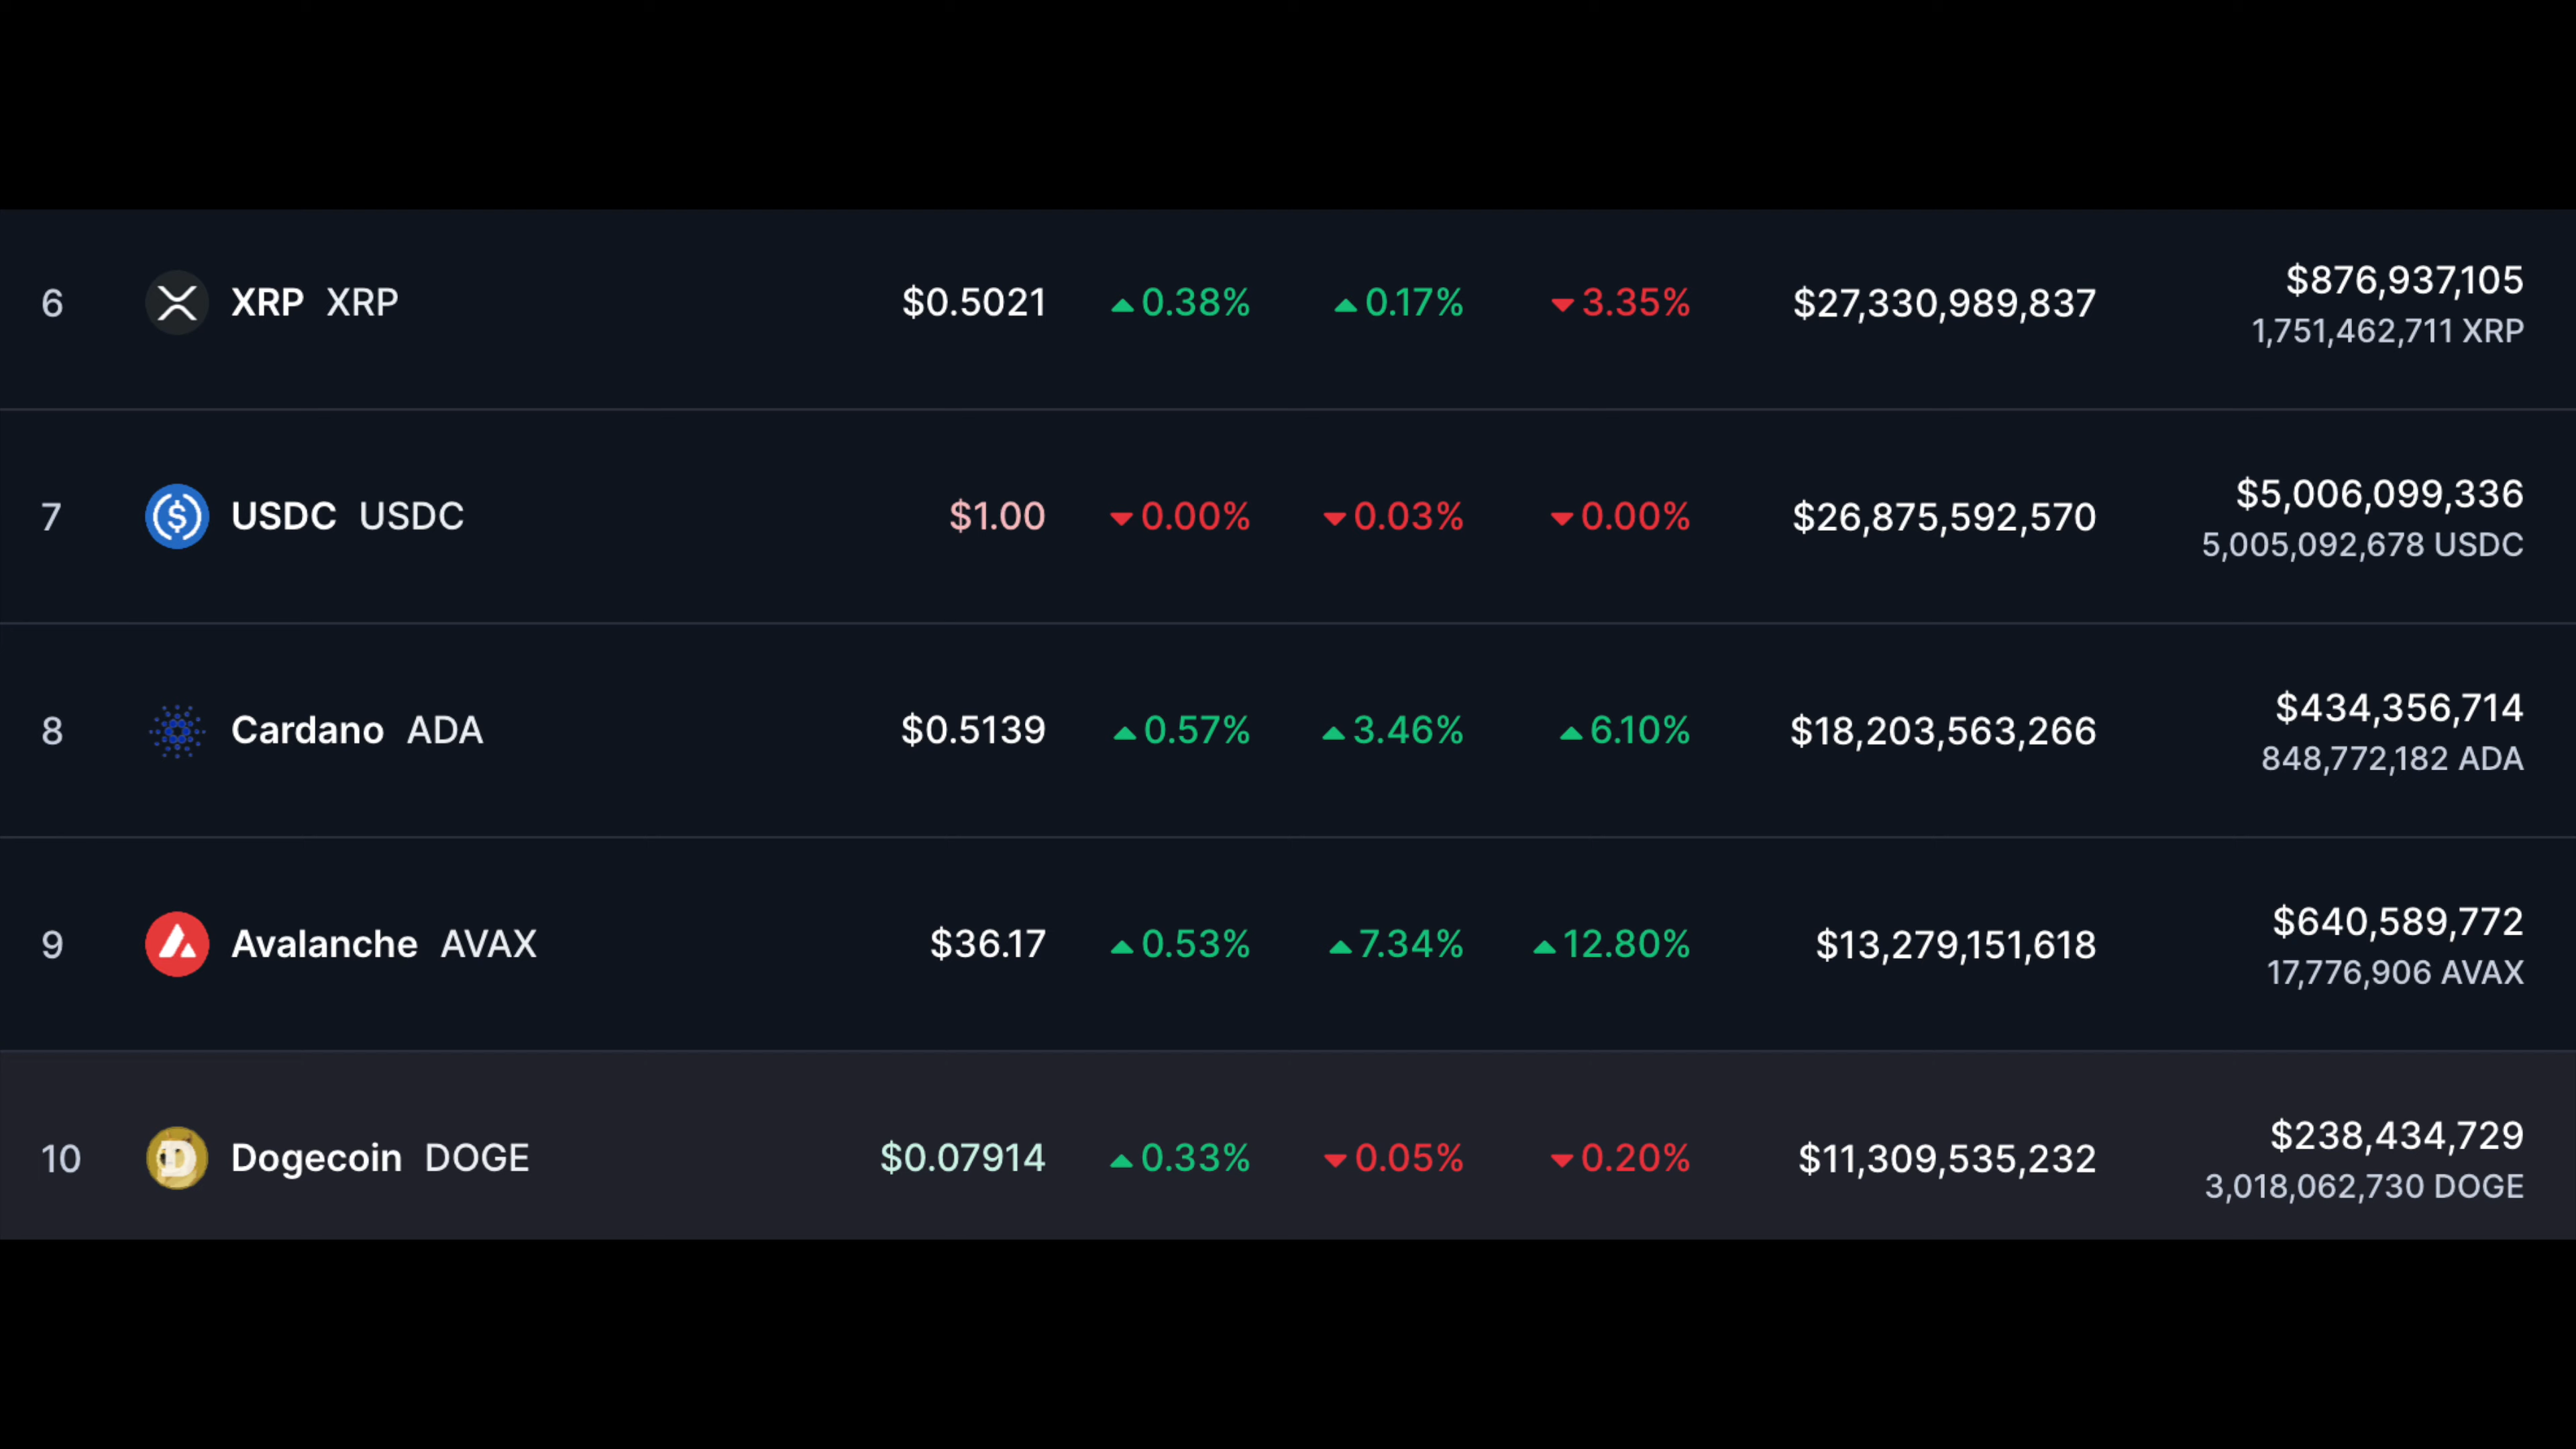 6 XRP XRP $0.5021 0.38% 0.17% 3.35% $27,330,989,837 $876,937,105
1,751,462,711 XRP
7 USDC USDC $1.00 0.00% 0.03% 0.00% $26,875,592,570 $5,006,099,336
5,005,092,678 USDC
8 Cardano ADA $0.5139 0.57% 3.46% 6.10% $18,203,563,266 $434,356,714
848,772,182 ADA
9 Avalanche AVAX $36.17 0.53% 7.34% 12.80% $13,279,151,618 $640,589,772
17,776,906 AVAX
10 Dogecoin DOGE $0.07914 0.33% 0.05% 0.20% $11,309,535,232 $238,434,729
3,018,062,730 DOGE